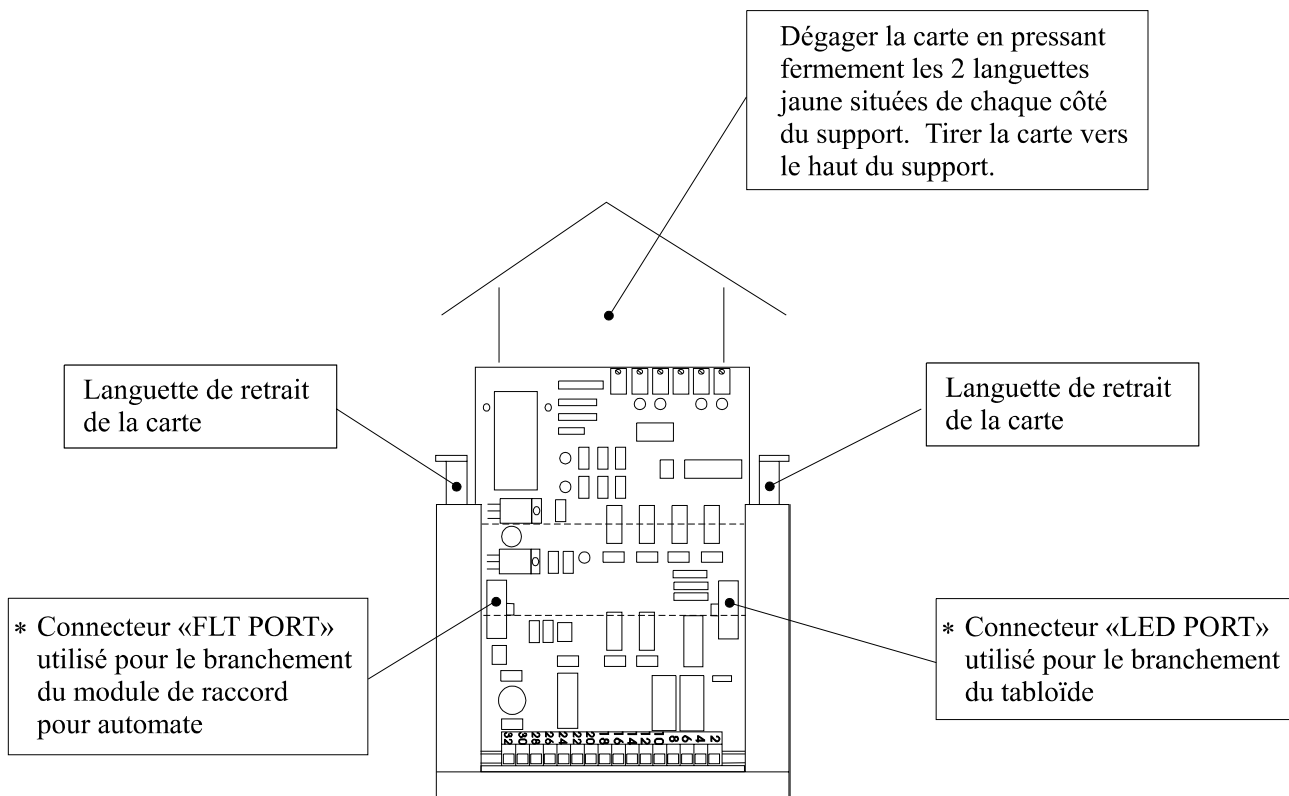 Dégager la carte en pressant
fermement les 2 languettes
jaune situées de chaque côté
du support.  Tirer la carte vers
le haut du support.
Languette de retrait
de la carte
Languette de retrait
de la carte
* Connecteur «FLT PORT»
utilisé pour le branchement
du module de raccord
pour automate
* Connecteur «LED PORT»
utilisé pour le branchement
du tabloïde
32 30 28 26 24 22 20 18 16 14 12 10 8 6 4 2